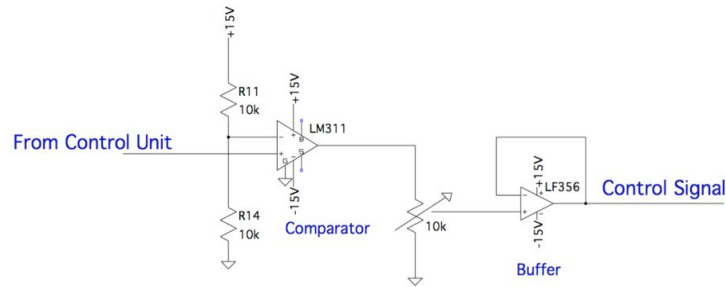 +15V
R11
10k
+15V
LM311
From Control Unit
-
+
+
-
B
G
-15V
R14
10k
Comparator
10k
+15V
LF356
-
+
+
-
-15V
Control Signal
Buffer